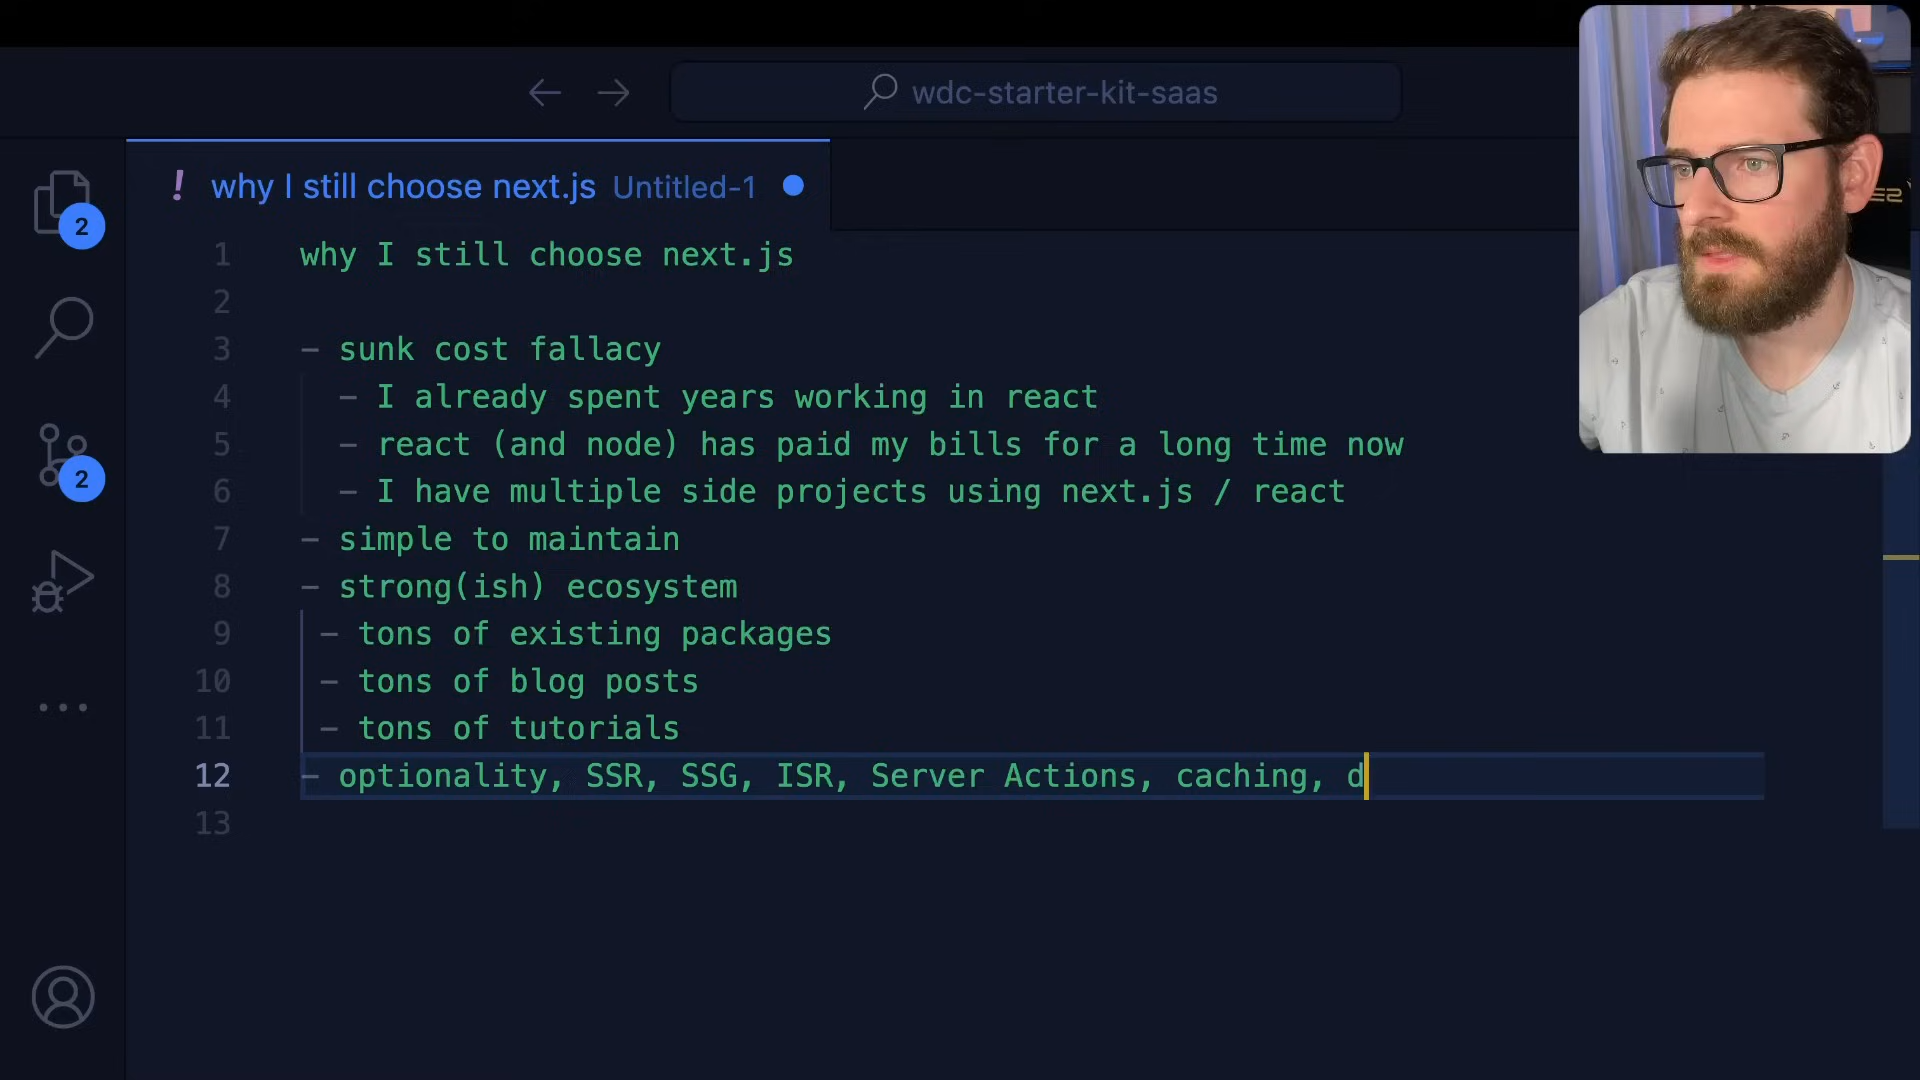 wdc-starter-kit-saas
! why I still choose next.js Untitled-1
2
1 why I still choose next.js
2
3 - sunk cost fallacy
4 - I already spent years working in react
5 - react (and node) has paid my bills for a long time now
6 - I have multiple side projects using next.js / react
7 - simple to maintain
8 - strong(ish) ecosystem
9 - tons of existing packages
10 - tons of blog posts
11 - tons of tutorials
12 - optionality, SSR, SSG, ISR, Server Actions, caching, d
13
2